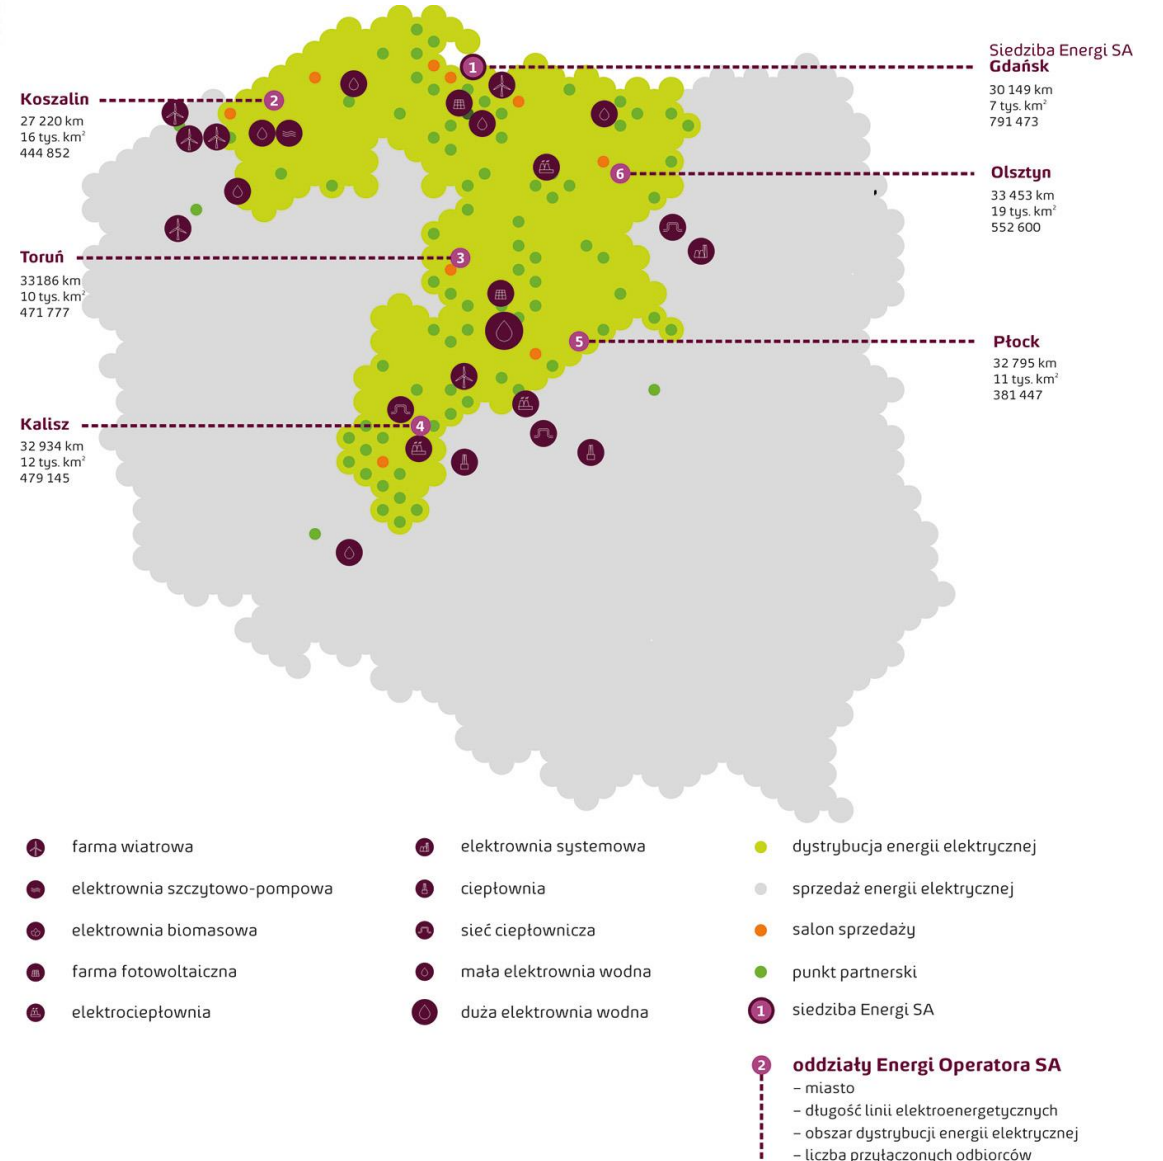 Siedziba Energi SA
Gdańsk
30 149 km
7 tys. km²
791 473
1
Koszalin
27 220 km
16 tys. km²
444 852
2
Olsztyn
33 453 km
19 tys. km²
552 600
6
Toruń
33186 km
10 tys. km²
471 777
3
Płock
32 795 km
11 tys. km²
381 447
5
Kalisz
32 934 km
12 tys. km²
479 145
4
farma wiatrowa
elektrownia szczytowo-pompowa
elektrownia biomasowa
farma fotowoltaiczna
elektrociepłownia
elektrownia systemowa
ciepłownia
sieć ciepłownicza
mała elektrownia wodna
duża elektrownia wodna
dystrybucja energii elektrycznej
sprzedaż energii elektrycznej
salon sprzedaży
punkt partnerski
1 siedziba Energi SA
2 oddziały Energi Operatora SA
– miasto
– długość linii elektroenergetycznych
– obszar dystrybucji energii elektrycznej
– liczba przyłączonych odbiorców